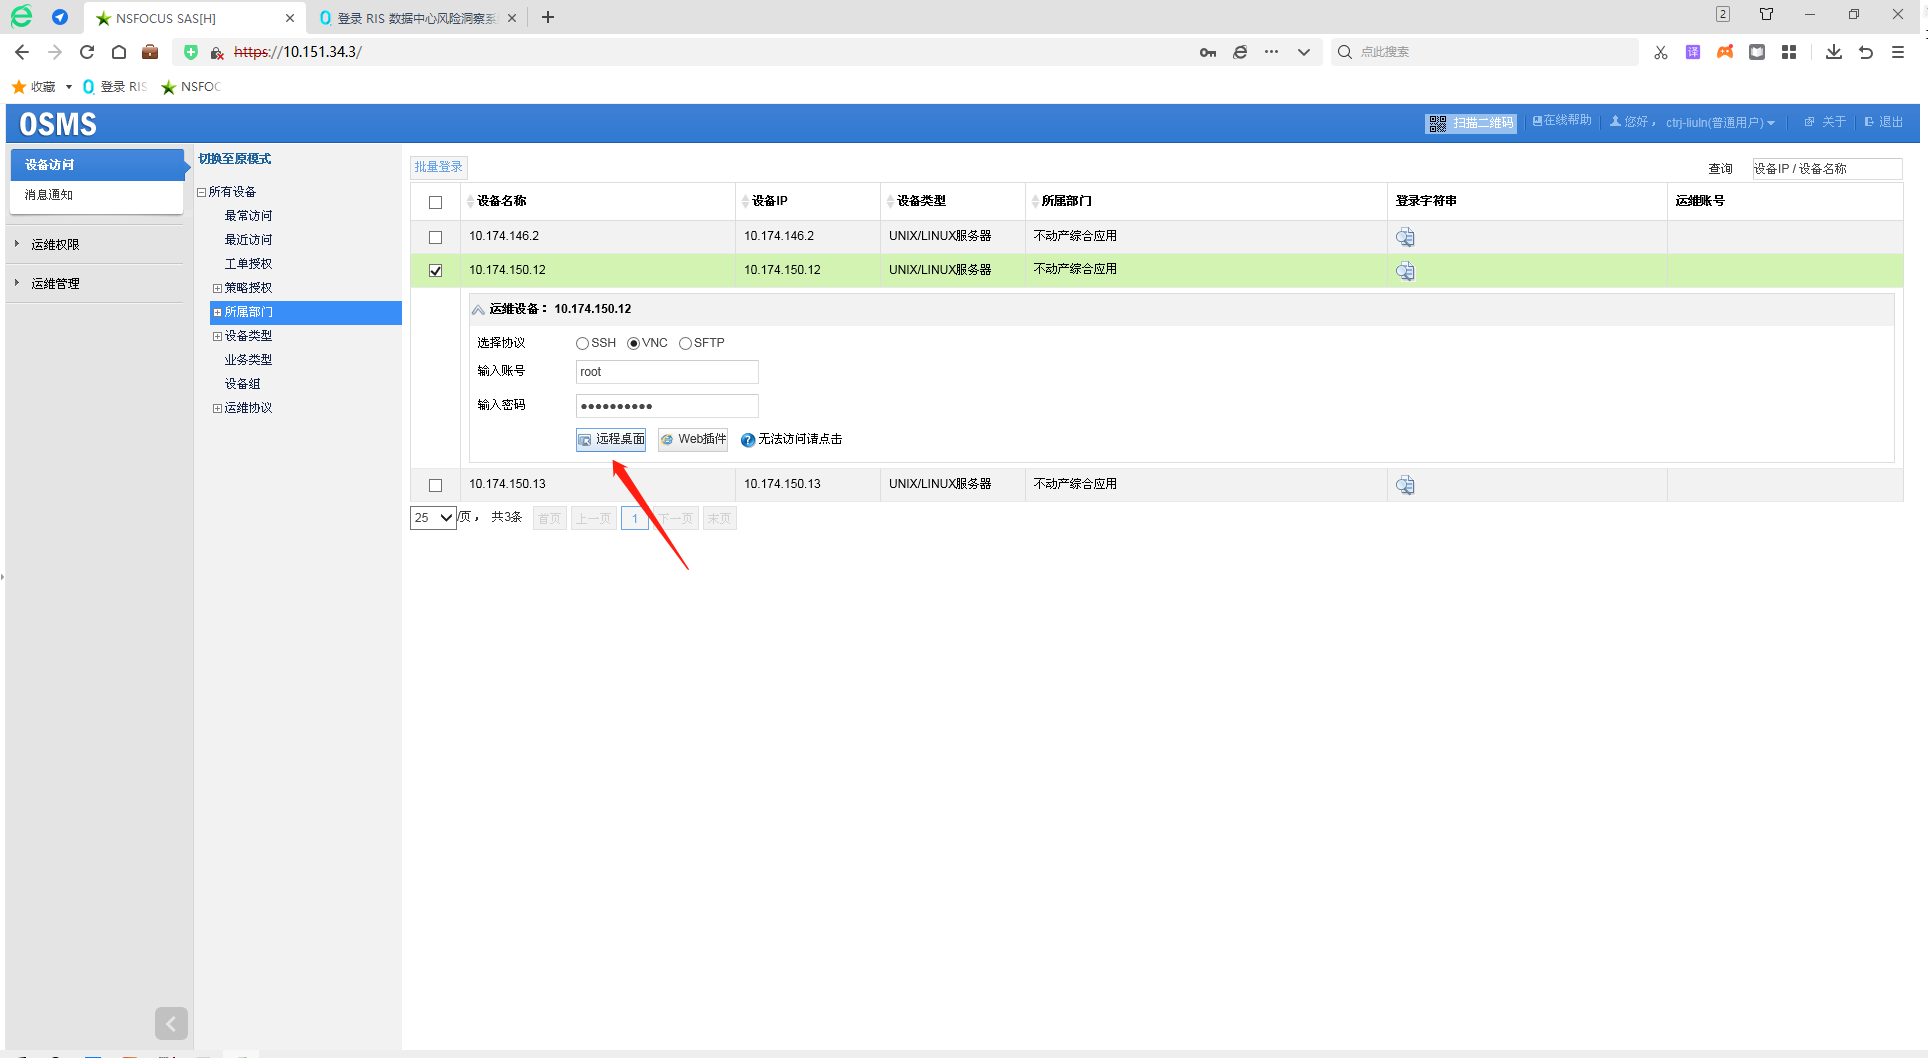 NSFOCUS SAS[H]
登录 RIS 数据中心风险洞察系
2
https://10.151.34.3/
点此搜索
译
收藏
登录 RIS
NSFOC
OSMS
扫描二维码
在线帮助
您好，
ctrj-liuln(普通用户)
关于
退出
设备访问
消息通知
运维权限
运维管理
切换至原模式
所有设备
最常访问
最近访问
工单授权
策略授权
所属部门
设备类型
业务类型
设备组
运维协议
批量登录
查询
设备IP / 设备名称
设备名称 设备IP 设备类型 所属部门 登录字符串 运维账号
10.174.146.2 10.174.146.2 UNIX/LINUX服务器 不动产综合应用
10.174.150.12 10.174.150.12 UNIX/LINUX服务器 不动产综合应用
运维设备： 10.174.150.12
选择协议 SSH VNC SFTP
输入账号 root
输入密码 ●●●●●●●●●●
远程桌面 Web插件 无法访问请点击
10.174.150.13 10.174.150.13 UNIX/LINUX服务器 不动产综合应用
25 /页， 共3条 首页 上一页 1 下一页 末页